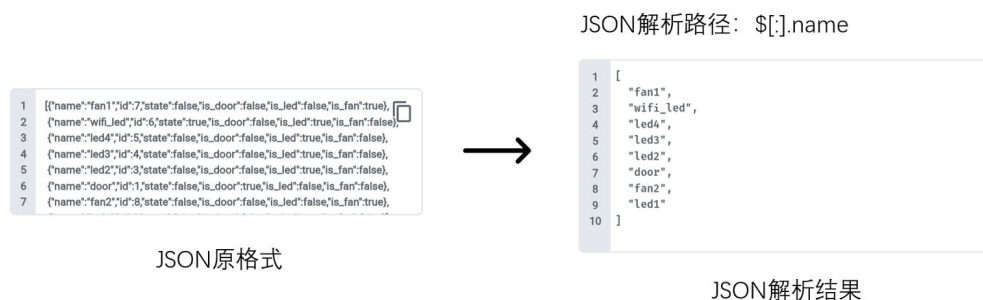 JSON解析路径：$[:].name
1 [{"name":"fan1","id":7,"state":false,"is_door":false,"is_led":false,"is_fan":true},
2 {"name":"wifi_led","id":6,"state":true,"is_door":false,"is_led":true,"is_fan":false},
3 {"name":"led4","id":5,"state":false,"is_door":false,"is_led":true,"is_fan":false},
4 {"name":"led3","id":4,"state":false,"is_door":false,"is_led":true,"is_fan":false},
5 {"name":"led2","id":3,"state":false,"is_door":false,"is_led":true,"is_fan":false},
6 {"name":"door","id":1,"state":false,"is_door":true,"is_led":false,"is_fan":false},
7 {"name":"fan2","id":8,"state":false,"is_door":false,"is_led":false,"is_fan":true},
JSON原格式
1 [
2 "fan1",
3 "wifi_led",
4 "led4",
5 "led3",
6 "led2",
7 "door",
8 "fan2",
9 "led1"
10 ]
JSON解析结果